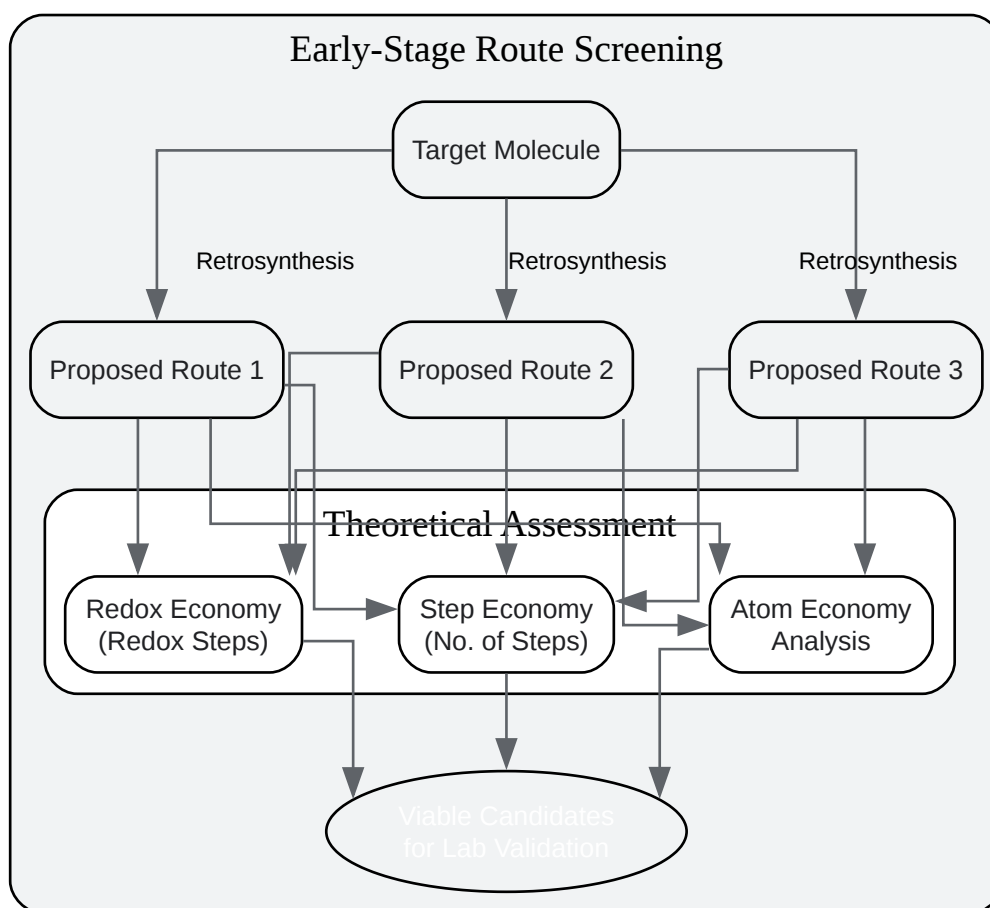 Early-Stage Route Screening
Target Molecule
Retrosynthesis
Retrosynthesis
Retrosynthesis
Proposed Route 1
Proposed Route 2
Proposed Route 3
Theoretical Assessment
Redox Economy
(Redox Steps)
Step Economy
(No. of Steps)
Atom Economy
Analysis
Viable Candidates
for Lab Validation